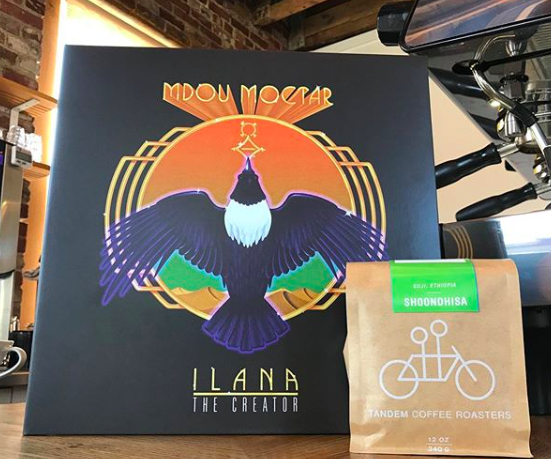 MDOU MOCTAR
ILANA
THE CREATOR
GUJI, ETHIOPIA
SHOONDHISA
TANDEM COFFEE ROASTERS
12 OZ
340 G